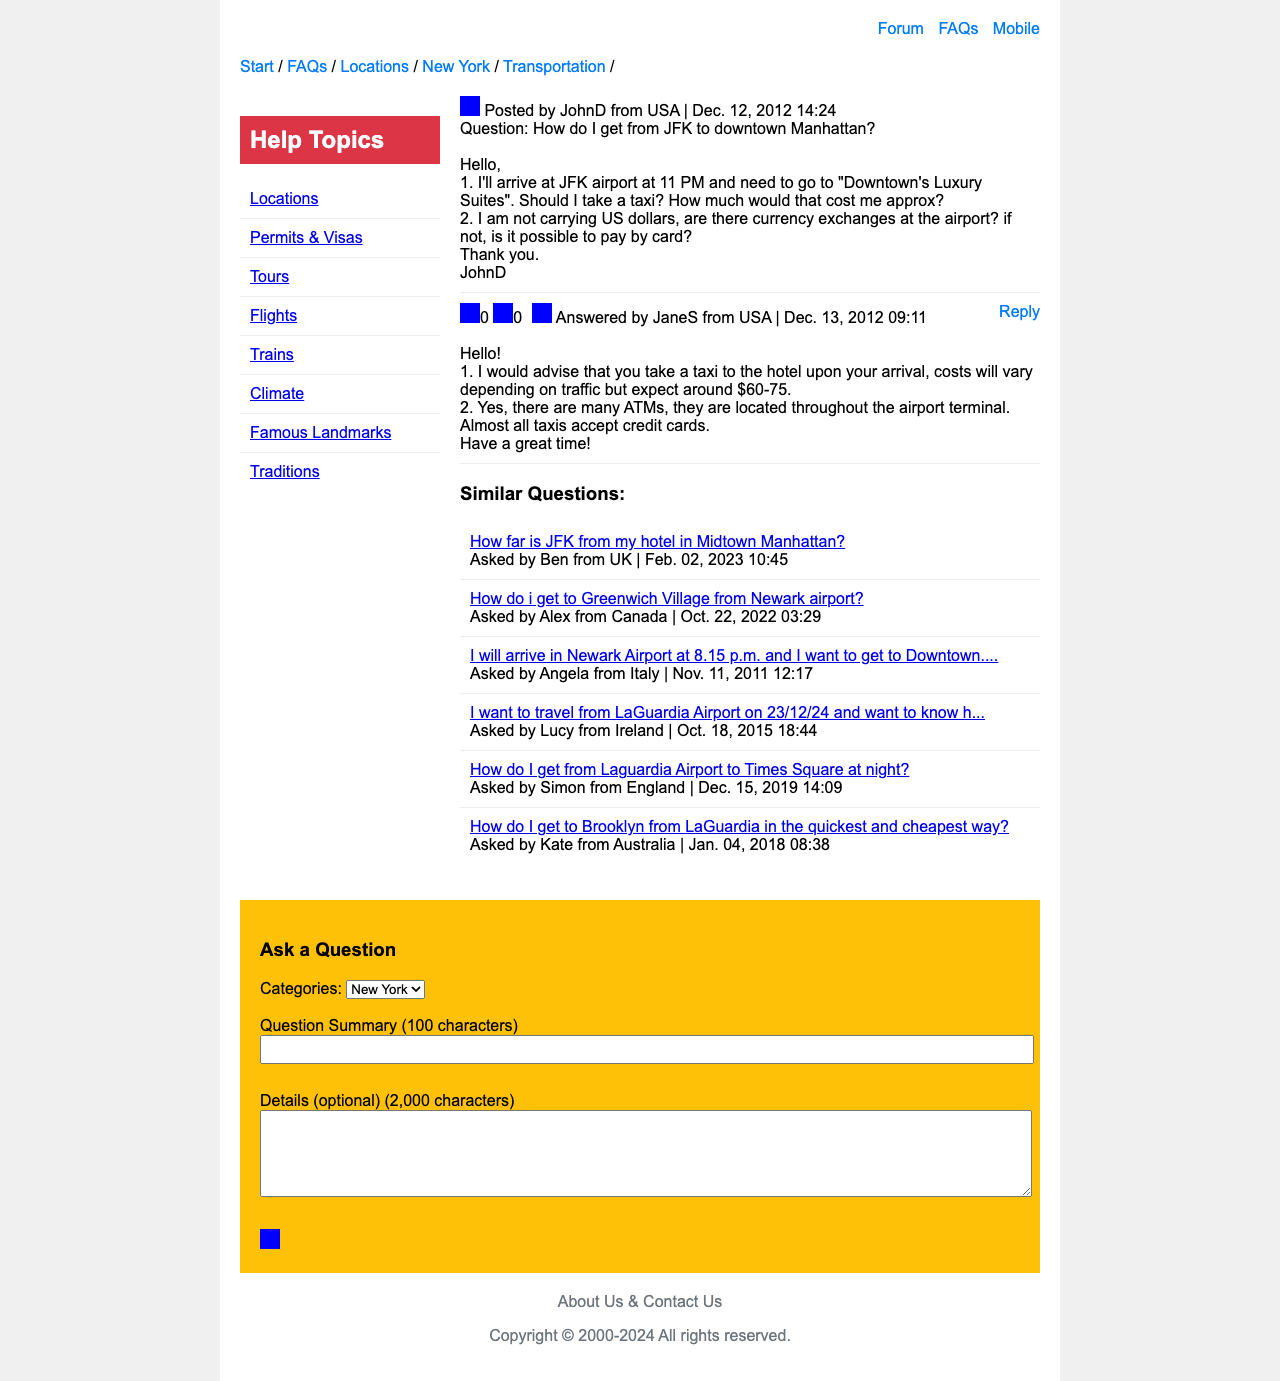 Forum FAQs Mobile
Start / FAQs / Locations / New York / Transportation /
Help Topics
Locations
Permits & Visas
Tours
Flights
Trains
Climate
Famous Landmarks
Traditions
Posted by JohnD from USA | Dec. 12, 2012 14:24
Question: How do I get from JFK to downtown Manhattan?
Hello,
1. I'll arrive at JFK airport at 11 PM and need to go to "Downtown's Luxury
Suites". Should I take a taxi? How much would that cost me approx?
2. I am not carrying US dollars, are there currency exchanges at the airport? if
not, is it possible to pay by card?
Thank you.
JohnD
0 0 Answered by JaneS from USA | Dec. 13, 2012 09:11 Reply
Hello!
1. I would advise that you take a taxi to the hotel upon your arrival, costs will vary
depending on traffic but expect around $60-75.
2. Yes, there are many ATMs, they are located throughout the airport terminal.
Almost all taxis accept credit cards.
Have a great time!
Similar Questions:
How far is JFK from my hotel in Midtown Manhattan?
Asked by Ben from UK | Feb. 02, 2023 10:45
How do i get to Greenwich Village from Newark airport?
Asked by Alex from Canada | Oct. 22, 2022 03:29
I will arrive in Newark Airport at 8.15 p.m. and I want to get to Downtown....
Asked by Angela from Italy | Nov. 11, 2011 12:17
I want to travel from LaGuardia Airport on 23/12/24 and want to know h...
Asked by Lucy from Ireland | Oct. 18, 2015 18:44
How do I get from Laguardia Airport to Times Square at night?
Asked by Simon from England | Dec. 15, 2019 14:09
How do I get to Brooklyn from LaGuardia in the quickest and cheapest way?
Asked by Kate from Australia | Jan. 04, 2018 08:38
Ask a Question
Categories: New York
Question Summary (100 characters)
Details (optional) (2,000 characters)
About Us & Contact Us
Copyright © 2000-2024 All rights reserved.